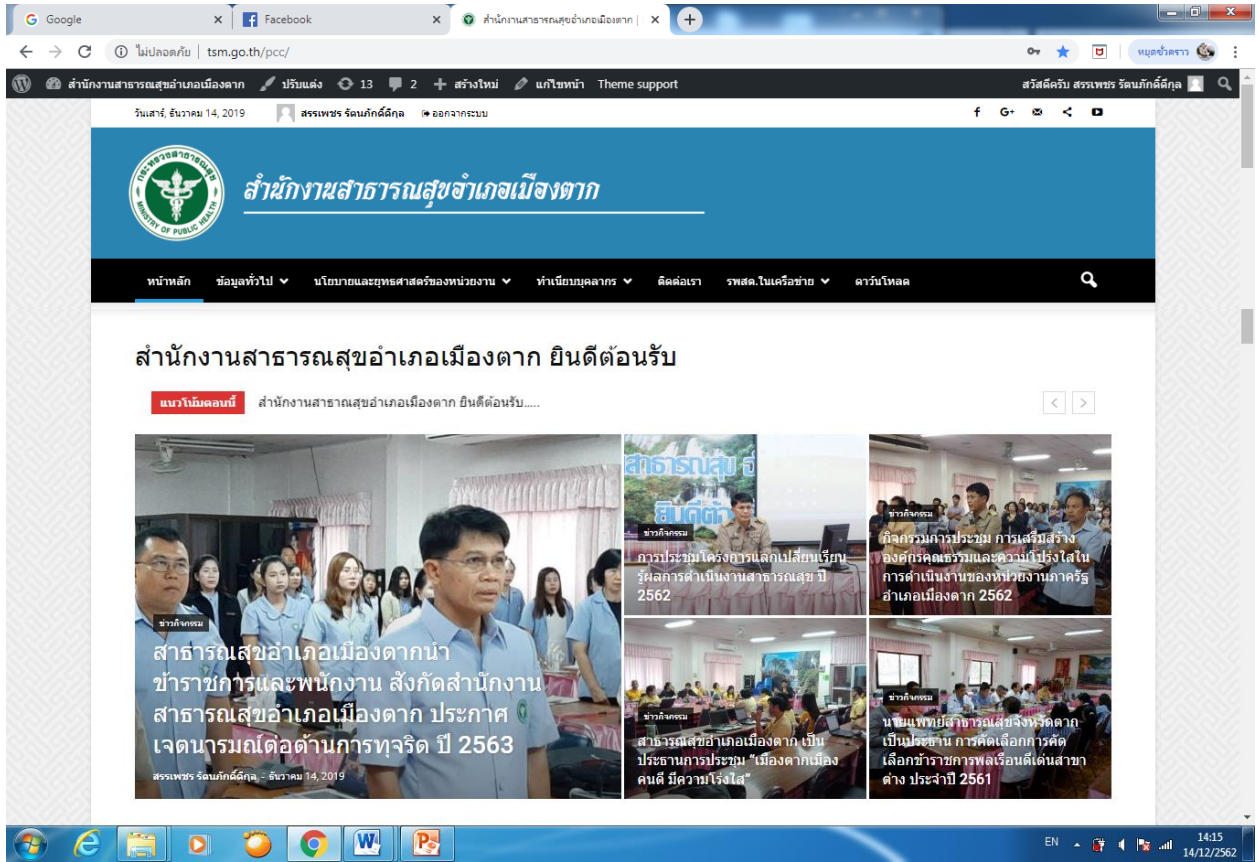 Google
Facebook
สำนักงานสาธารณสุขอำเภอเมืองตาก |
ไม่ปลอดภัย | tsm.go.th/pcc/
หยุดชั่วคราว
สำนักงานสาธารณสุขอำเภอเมืองตาก ปรับแต่ง 13 2 + สร้างใหม่ แก้ไขหน้า Theme support
สวัสดีครับ สรรเพชร รัตนภักดิ์ดีกุล
วันเสาร์, ธันวาคม 14, 2019 สรรเพชร รัตนภักดิ์ดีกุล ออกจากระบบ
กระทรวงสาธารณสุข
MINISTRY OF PUBLIC HEALTH
สำนักงานสาธารณสุขอำเภอเมืองตาก
หน้าหลัก ข้อมูลทั่วไป นโยบายและยุทธศาสตร์ของหน่วยงาน ทำเนียบบุคลากร ติดต่อเรา รพสต.ในเครือข่าย ดาวน์โหลด
สำนักงานสาธารณสุขอำเภอเมืองตาก ยินดีต้อนรับ
แนวโน้มตอนนี้ สำนักงานสาธาณสุขอำเภอเมืองตาก ยินดีต้อนรับ.....
ข่าวกิจกรรม
สาธารณสุขอำเภอเมืองตากนำ
ข้าราชการและพนักงาน สังกัดสำนักงาน
สาธารณสุขอำเภอเมืองตาก ประกาศ
เจตนารมณ์ต่อต้านการทุจริต ปี 2563
สรรเพชร รัตนภักดิ์ดีกุล - ธันวาคม 14, 2019
สาธารณสุข อำ
ยินดีต้
ข่าวกิจกรรม
การประชุมโครงการแลกเปลี่ยนเรียน
รู้ผลการดำเนินงานสาธารณสุข ปี
2562
ข่าวกิจกรรม
กิจกรรมการประชุม การเสริมสร้าง
องค์กรคุณธรรมและความโปร่งใสใน
การดำเนินงานของหน่วยงานภาครัฐ
อำเภอเมืองตาก 2562
ข่าวกิจกรรม
สาธารณสุขอำเภอเมืองตาก เป็น
ประธานการประชุม "เมืองตากเมือง
คนดี มีความโร่งใส"
ข่าวกิจกรรม
นายแพทย์สาธารณสุขจังหวัดตาก
เป็นประธาน การคัดเลือกการคัด
เลือกข้าราชการพลเรือนดีเด่นสาขา
ต่าง ประจำปี 2561
EN 14:15
14/12/2562